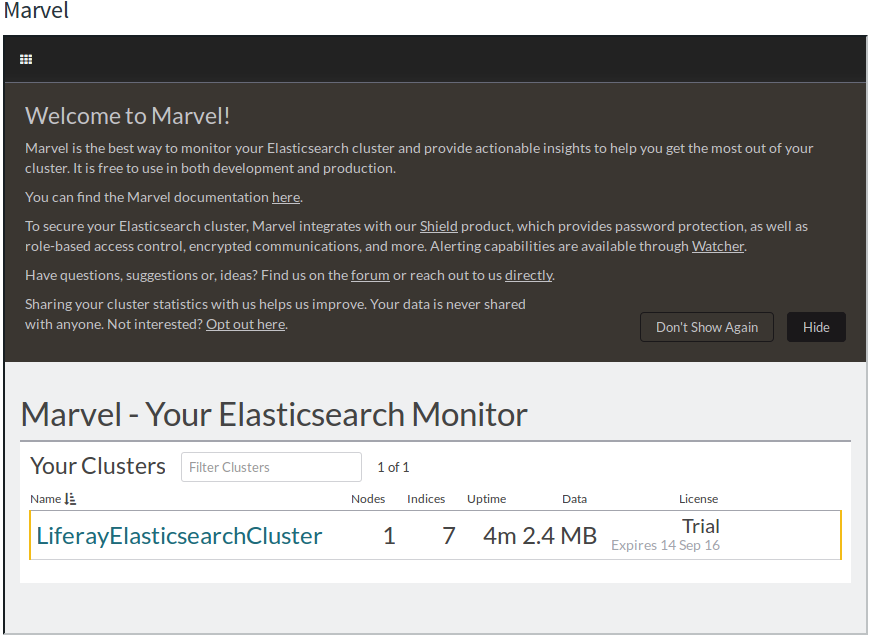 Marvel
Welcome to Marvel!
Marvel is the best way to monitor your Elasticsearch cluster and provide actionable insights to help you get the most out of your
cluster. It is free to use in both development and production.
You can find the Marvel documentation here.
To secure your Elasticsearch cluster, Marvel integrates with our Shield product, which provides password protection, as well as
role-based access control, encrypted communications, and more. Alerting capabilities are available through Watcher.
Have questions, suggestions or, ideas? Find us on the forum or reach out to us directly.
Sharing your cluster statistics with us helps us improve. Your data is never shared
with anyone. Not interested? Opt out here.
Don't Show Again Hide
Marvel - Your Elasticsearch Monitor
Your Clusters Filter Clusters 1 of 1
Name Nodes Indices Uptime Data License
LiferayElasticsearchCluster 1 7 4m 2.4 MB Trial
Expires 14 Sep 16